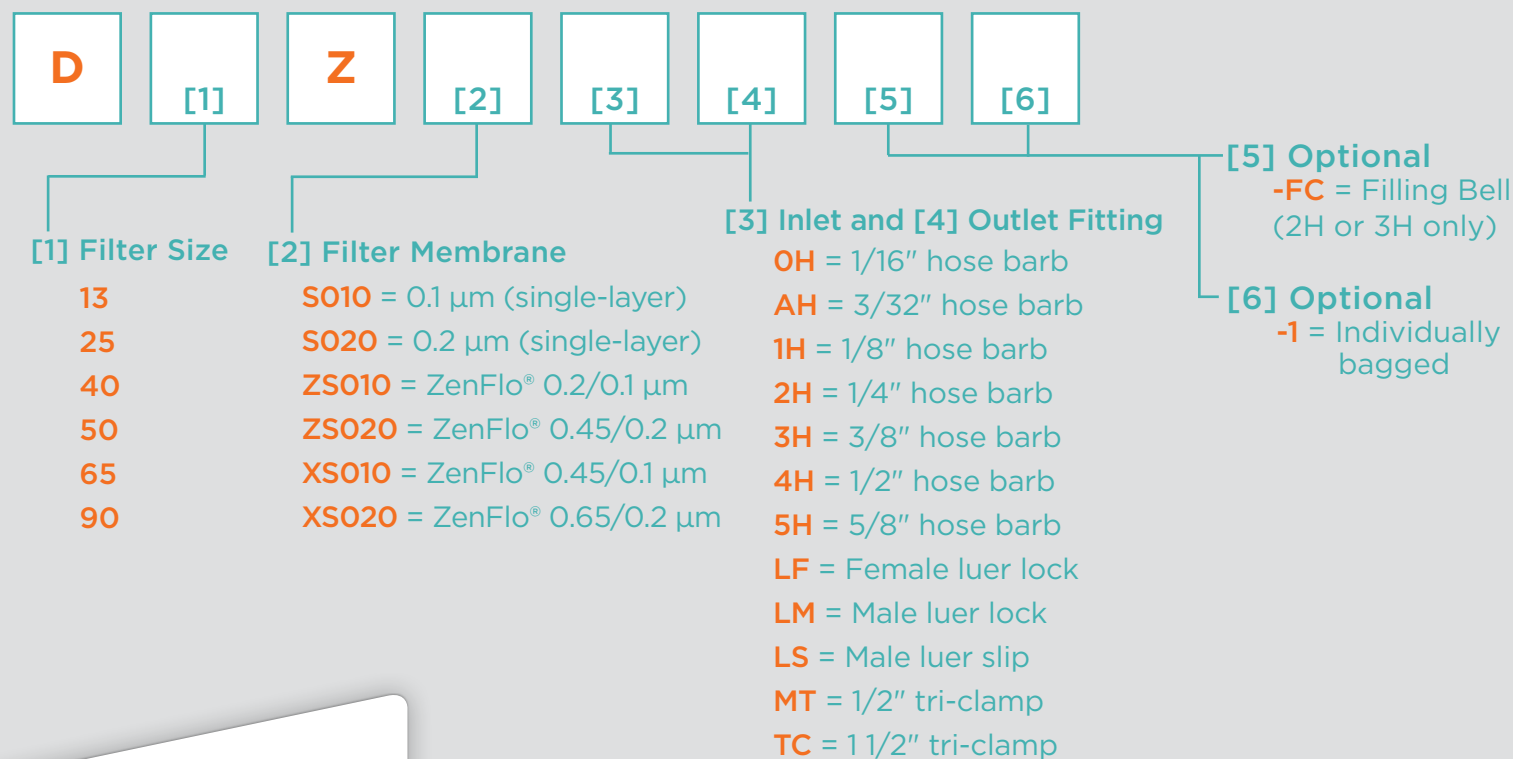 D [1] Z [2] [3] [4] [5] [6]
[1] Filter Size
13
25
40
50
65
90
[2] Filter Membrane
S010 = 0.1 µm (single-layer)
S020 = 0.2 µm (single-layer)
ZS010 = ZenFlo® 0.2/0.1 µm
ZS020 = ZenFlo® 0.45/0.2 µm
XS010 = ZenFlo® 0.45/0.1 µm
XS020 = ZenFlo® 0.65/0.2 µm
[3] Inlet and [4] Outlet Fitting
0H = 1/16" hose barb
AH = 3/32" hose barb
1H = 1/8" hose barb
2H = 1/4" hose barb
3H = 3/8" hose barb
4H = 1/2" hose barb
5H = 5/8" hose barb
LF = Female luer lock
LM = Male luer lock
LS = Male luer slip
MT = 1/2" tri-clamp
TC = 1 1/2" tri-clamp
[5] Optional
-FC = Filling Bell
(2H or 3H only)
[6] Optional
-1 = Individually
bagged